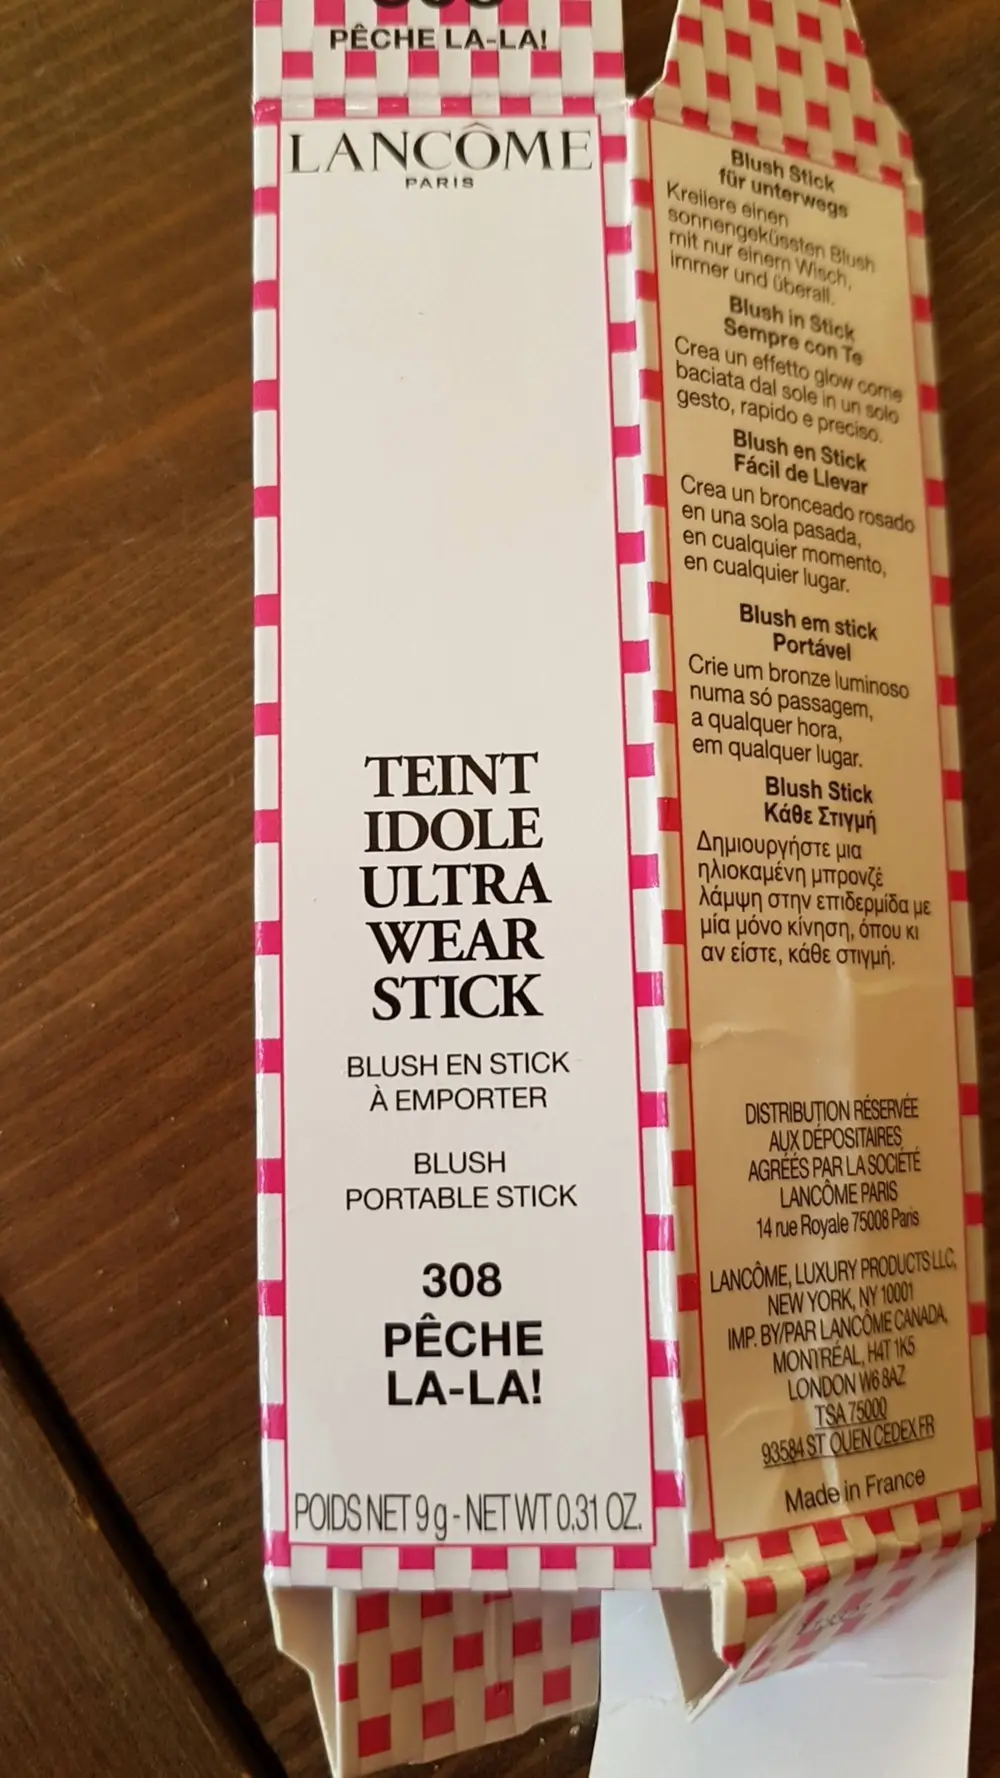 PÊCHE LA-LA!
LANCÔME
PARIS
TEINT
IDOLE
ULTRA
WEAR
STICK
BLUSH EN STICK
À EMPORTER
BLUSH
PORTABLE STICK
308
PÊCHE
LA-LA!
POIDS NET 9 g - NET WT 0.31 OZ.
Blush Stick
für unterwegs
Kreiere einen
sonnengeküssten Blush
mit nur einem Wisch,
immer und überall.
Blush in Stick
Sempre con Te
Crea un effetto glow come
baciata dal sole in un solo
gesto, rapido e preciso.
Blush en Stick
Fácil de Llevar
Crea un bronceado rosado
en una sola pasada,
en cualquier momento,
en cualquier lugar.
Blush em stick
Portável
Crie um bronze luminoso
numa só passagem,
a qualquer hora,
em qualquer lugar.
Blush Stick
Κάθε Στιγμή
Δημιουργήστε μια
ηλιοκαμένη μπρονζέ
λάμψη στην επιδερμίδα με
μία μόνο κίνηση, όπου κι
αν είστε, κάθε στιγμή.
DISTRIBUTION RÉSERVÉE
AUX DÉPOSITAIRES
AGRÉÉS PAR LA SOCIÉTÉ
LANCÔME PARIS
14 rue Royale 75008 Paris
LANCÔME, LUXURY PRODUCTS LLC,
NEW YORK, NY 10001
IMP. BY/PAR LANCÔME CANADA,
MONTRÉAL, H4T 1K5
LONDON W6 8AZ
TSA 75000
93584 ST OUEN CEDEX FR
Made in France